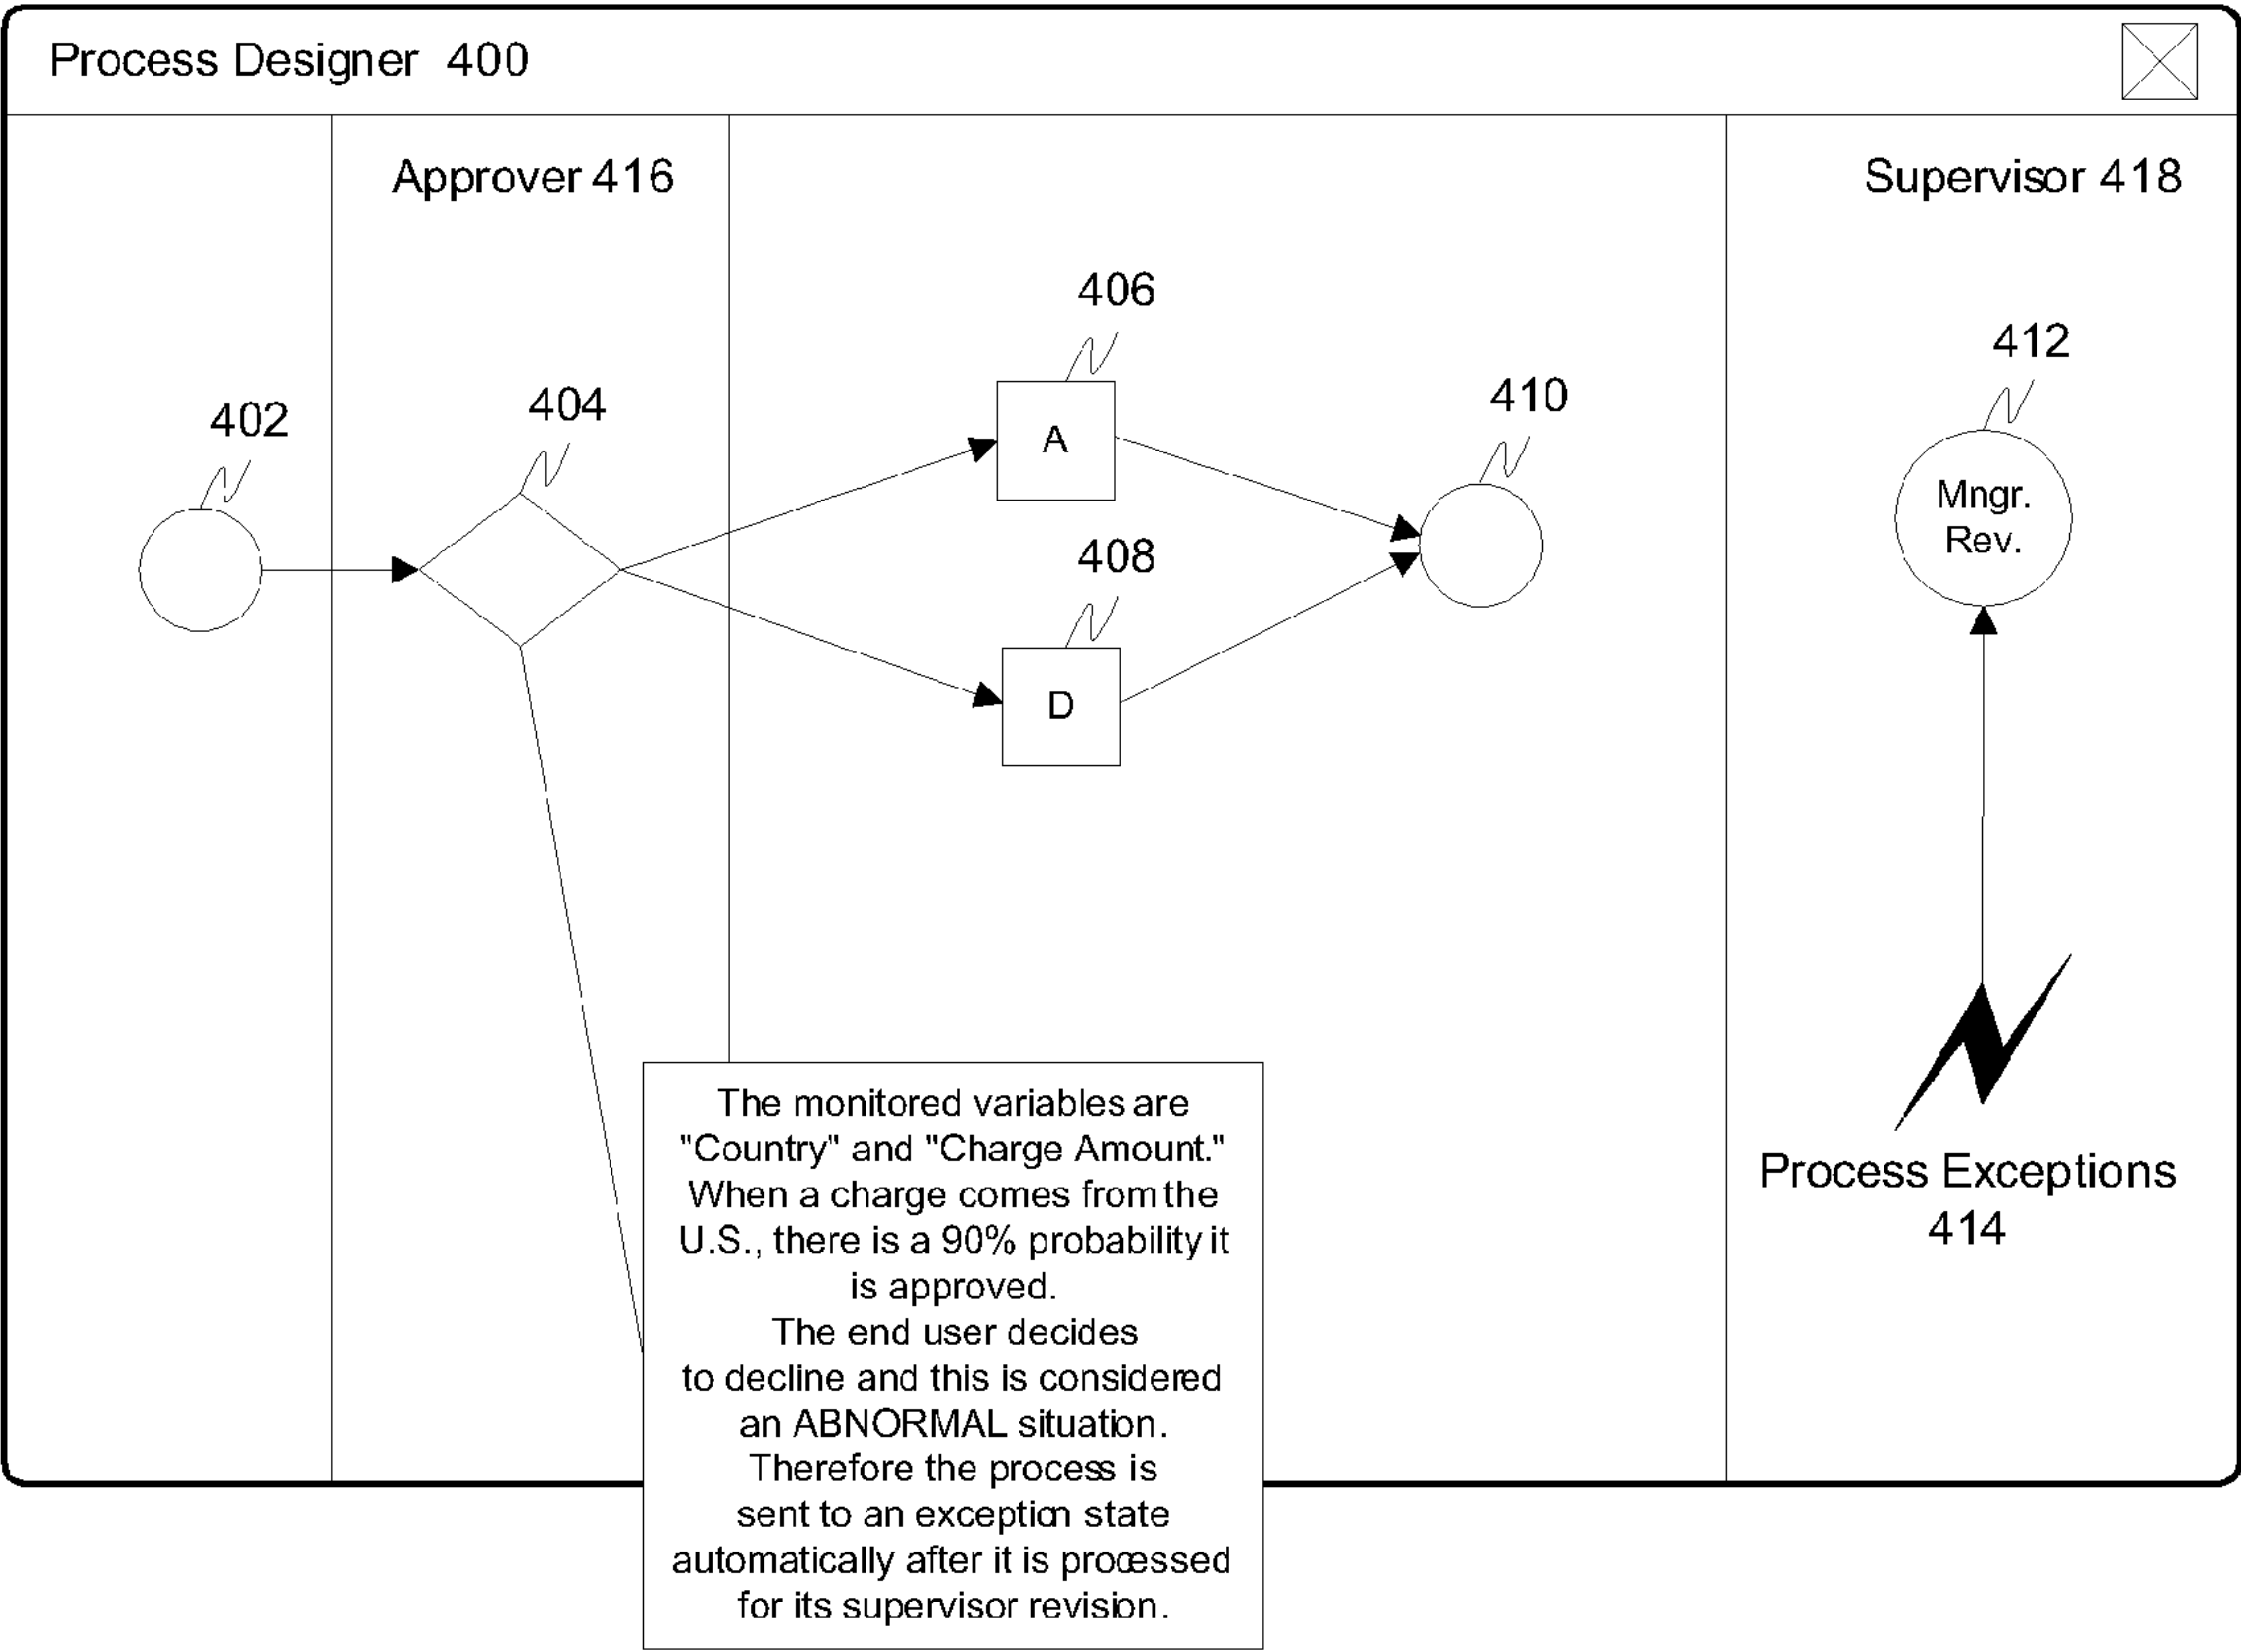 Process Designer 400
Approver 416
Supervisor 418
406
412
404
410
402
A
Mngr.
Rev.
408
D
The monitored variables are
"Country" and "Charge Amount."
When a charge comes from the
U.S., there is a 90% probability it
is approved.
The end user decides
to decline and this is considered
an ABNORMAL situation.
Therefore the process is
sent to an exception state
automatically after it is processed
for its supervisor revision.
Process Exceptions
414